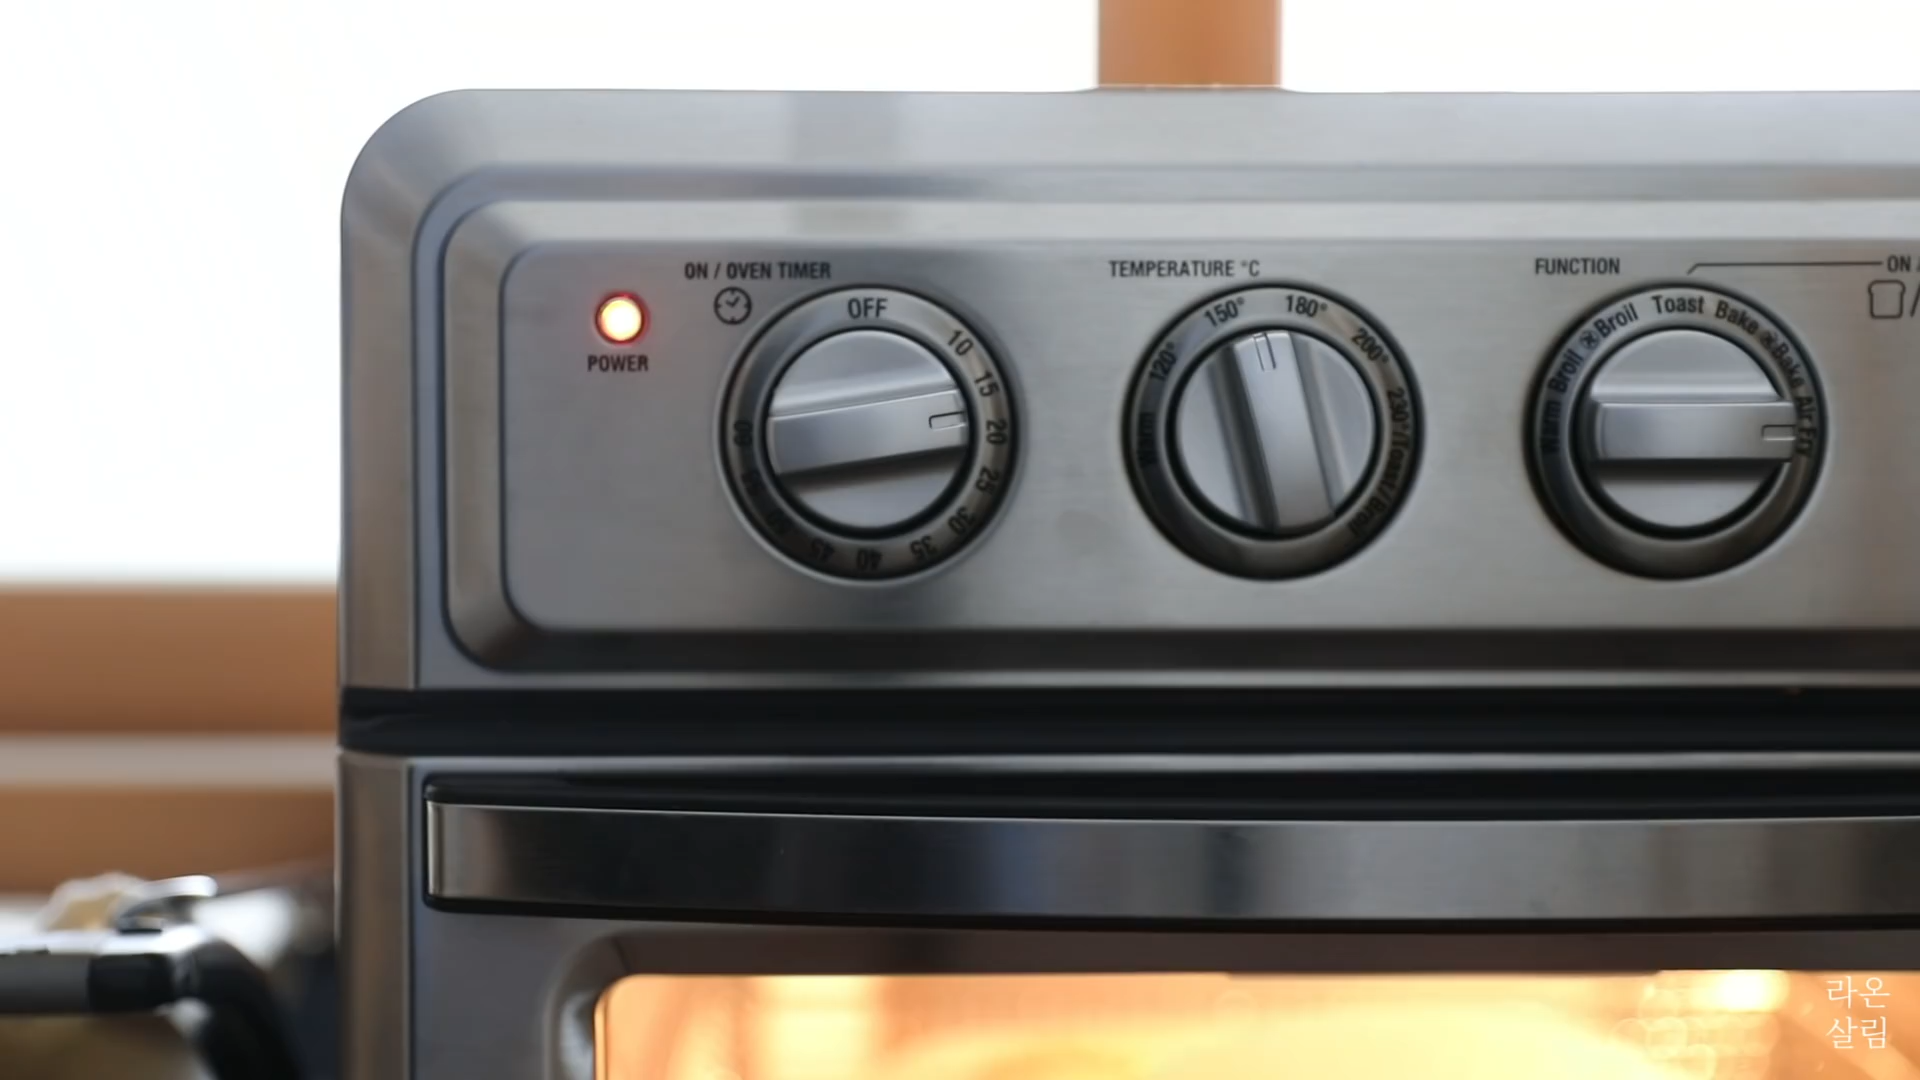 ON / OVEN TIMER
POWER
OFF
10
15
20
25
30
35
40
45
60
TEMPERATURE °C
Warm
120°
150°
180°
200°
230°/Toast/Broil
FUNCTION
ON
Warm
Broil
Broil
Toast
Bake
Bake
Air Fry
라온
살림